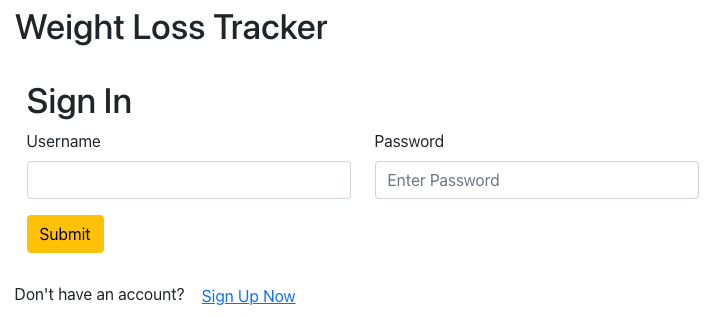 Weight Loss Tracker
Sign In
Username Password
Enter Password
Submit
Don't have an account? Sign Up Now